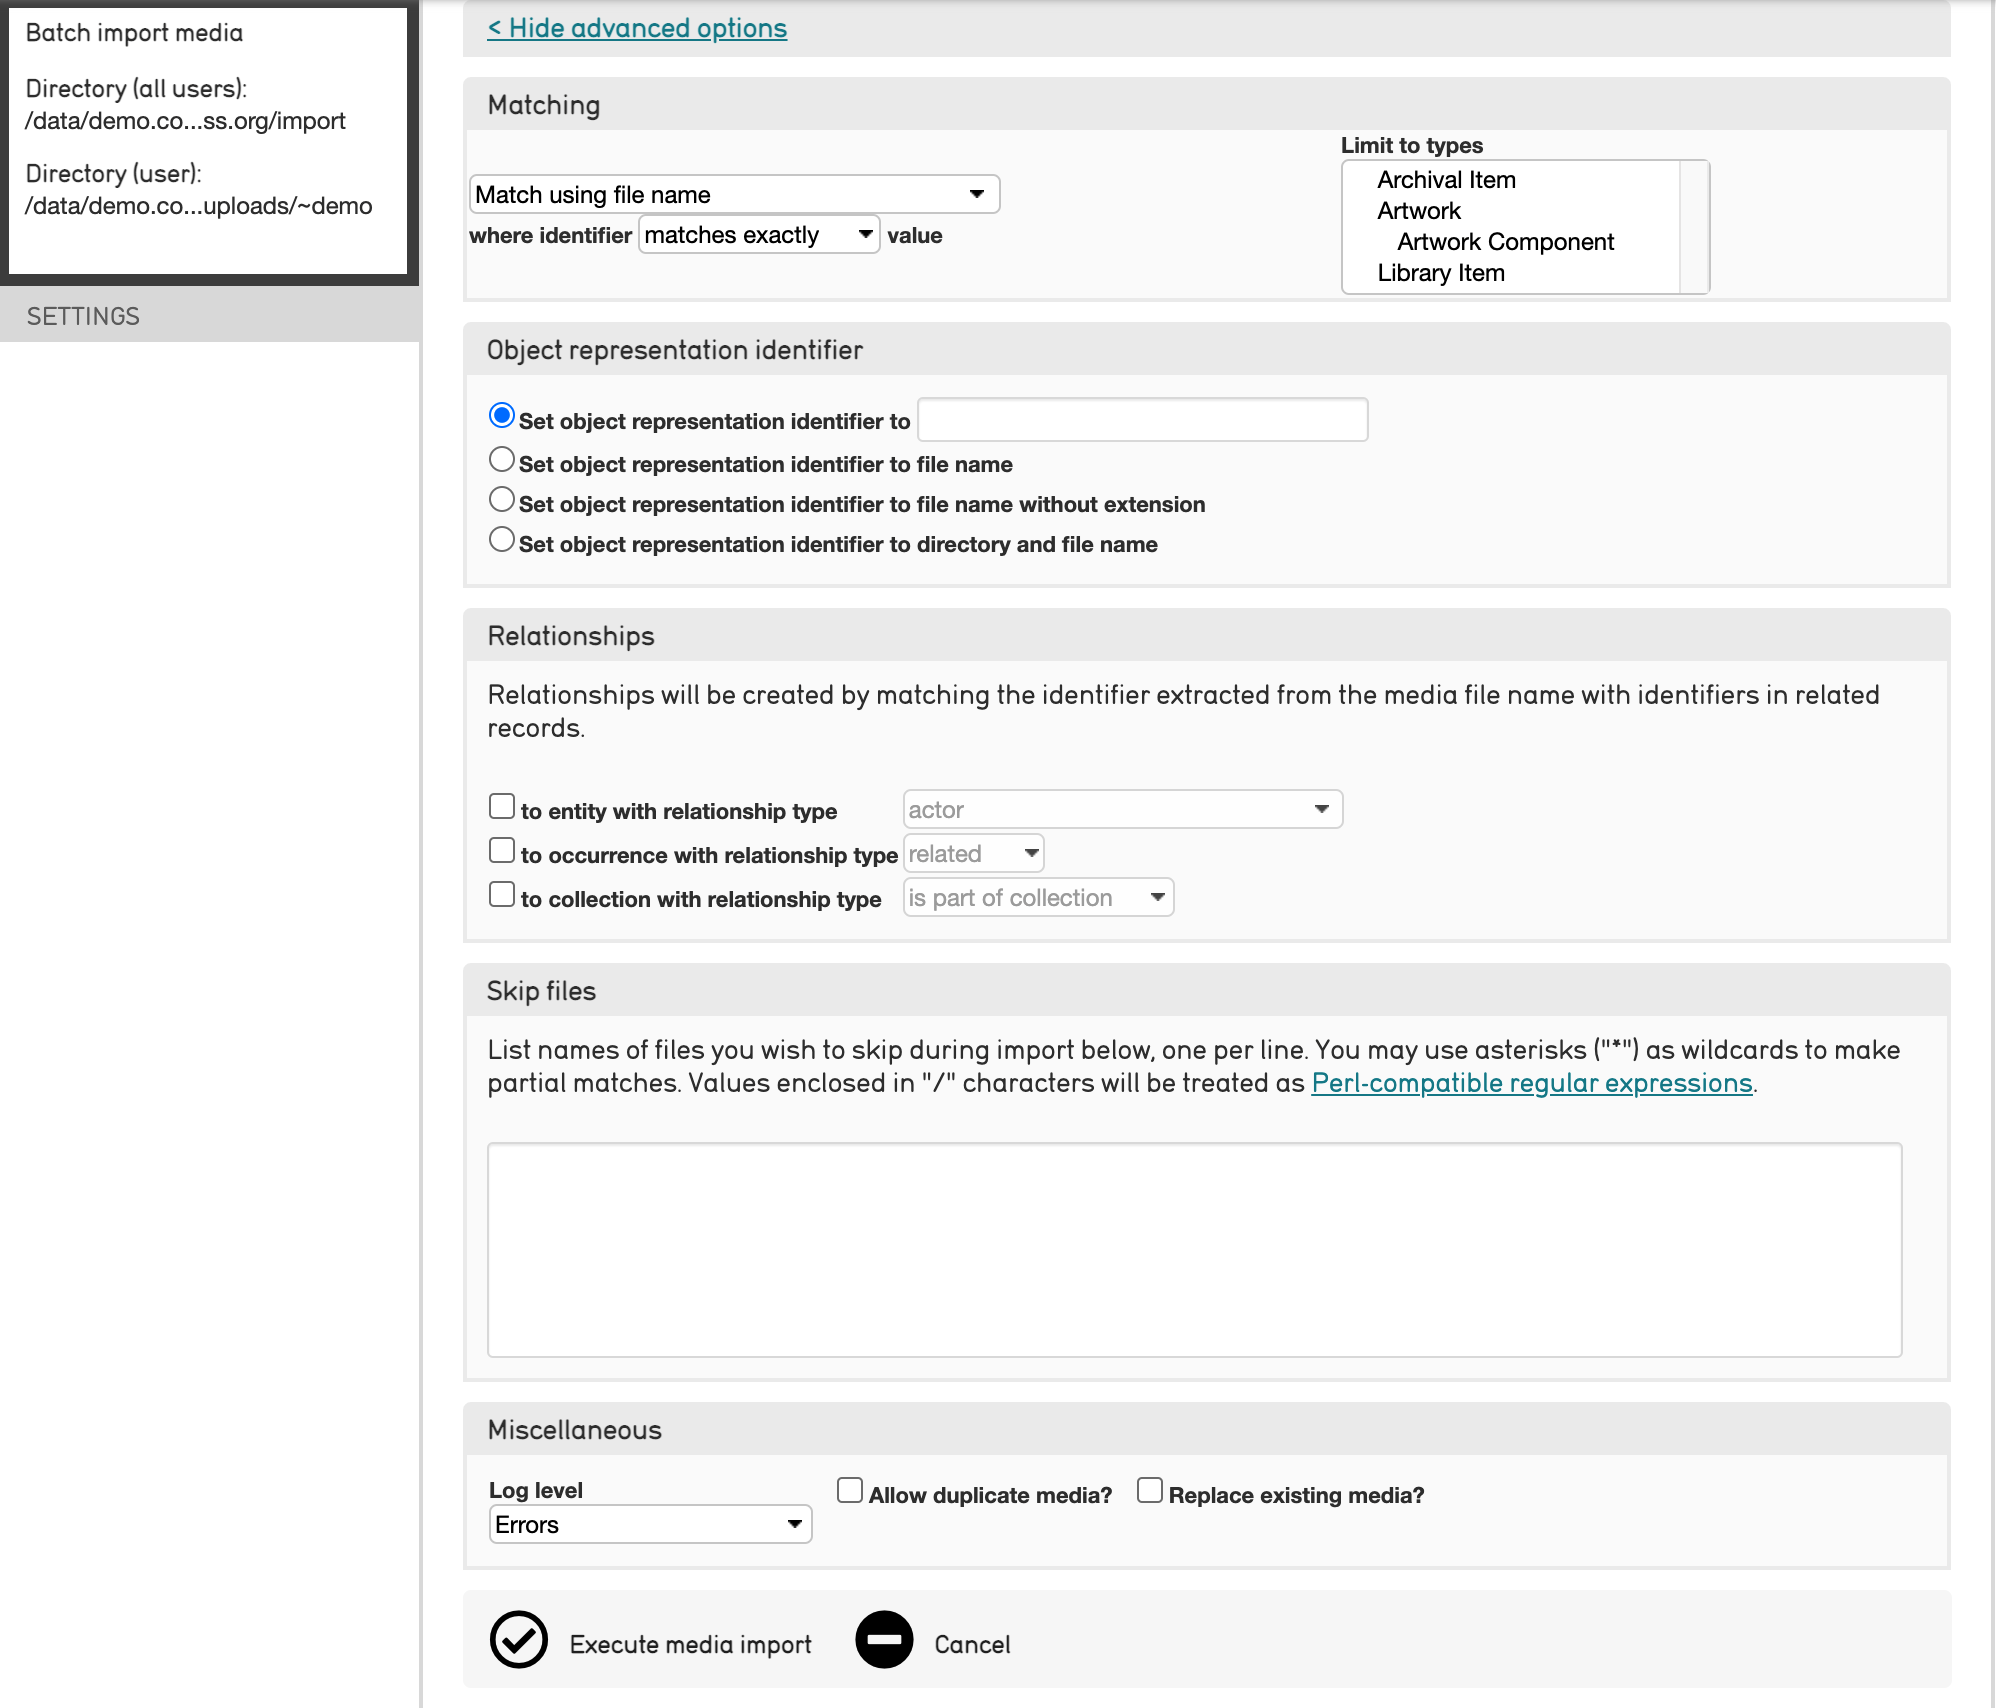 Batch import media
Directory (all users):
/data/demo.co...ss.org/import
Directory (user):
/data/demo.co...uploads/~demo
SETTINGS
< Hide advanced options
Matching
Match using file name
where identifier matches exactly value
Limit to types
Archival Item
Artwork
Artwork Component
Library Item
Object representation identifier
Set object representation identifier to
Set object representation identifier to file name
Set object representation identifier to file name without extension
Set object representation identifier to directory and file name
Relationships
Relationships will be created by matching the identifier extracted from the media file name with identifiers in related
records.
to entity with relationship type actor
to occurrence with relationship type related
to collection with relationship type is part of collection
Skip files
List names of files you wish to skip during import below, one per line. You may use asterisks ("*") as wildcards to make
partial matches. Values enclosed in "/" characters will be treated as Perl-compatible regular expressions.
Miscellaneous
Log level
Errors
Allow duplicate media? Replace existing media?
Execute media import Cancel